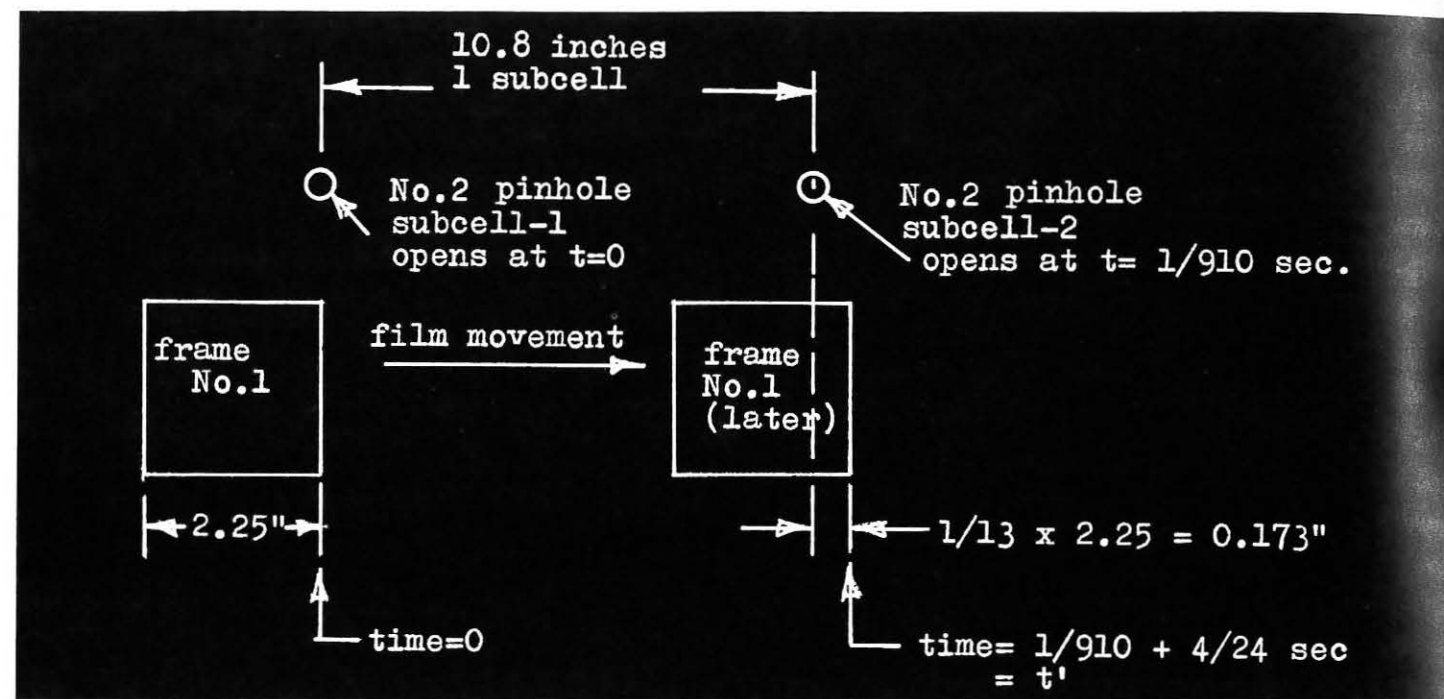 10.8 inches
1 subcell
No.2 pinhole
subcell-1
opens at t=0
No.2 pinhole
subcell-2
opens at t= 1/910 sec.
frame
No.1
film movement
frame
No.1
(later)
2.25"
1/13 x 2.25 = 0.173"
time=0
time= 1/910 + 4/24 sec
= t'